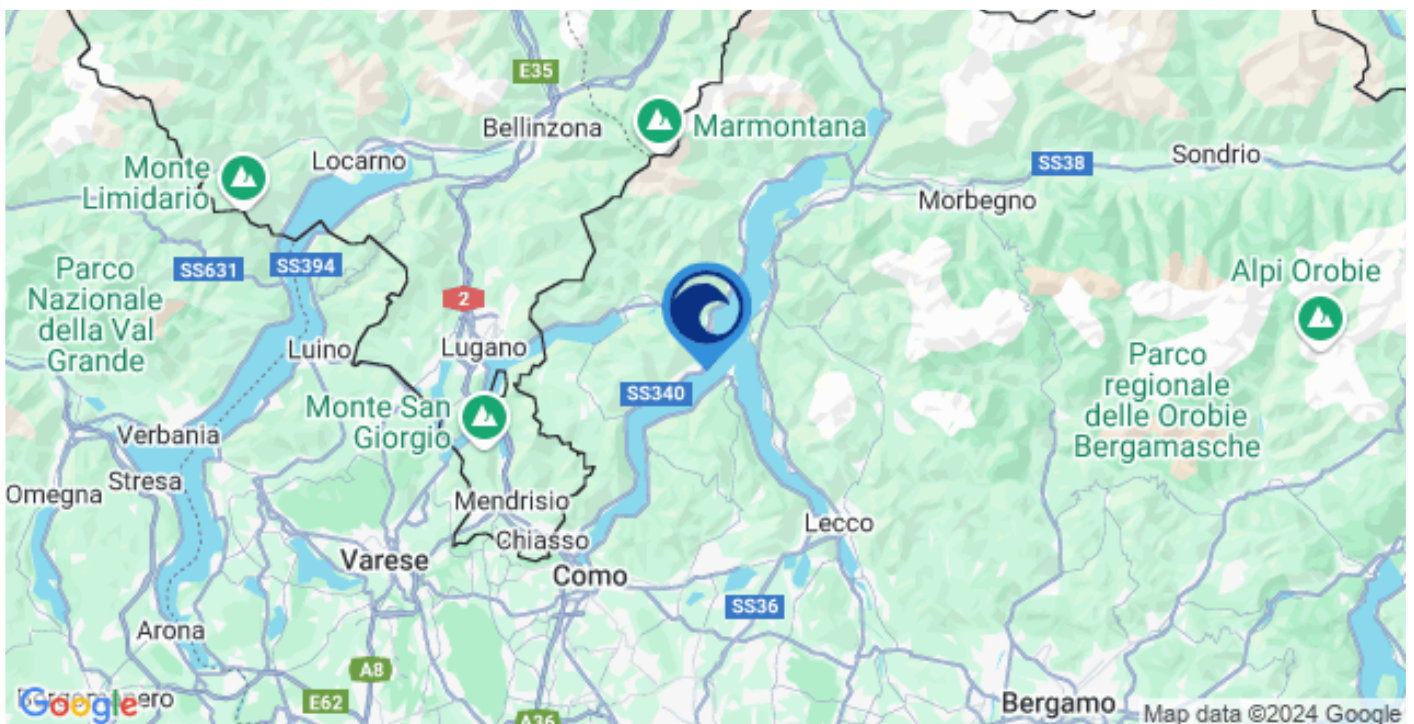 E35
Bellinzona
Marmontana
Locarno
Monte
Limidario
SS38
Sondrio
Morbegno
SS631
SS394
Parco
Nazionale
della Val
Grande
Alpi Orobie
2
Luino
Lugano
SS340
Parco
regionale
delle Orobie
Bergamasche
Monte San
Giorgio
Verbania
Stresa
Omegna
Mendrisio
Lecco
Chiasso
Varese
Como
SS36
Arona
A8
E62
Borgomanero
Google
A36
Bergamo
Map data ©2024 Google